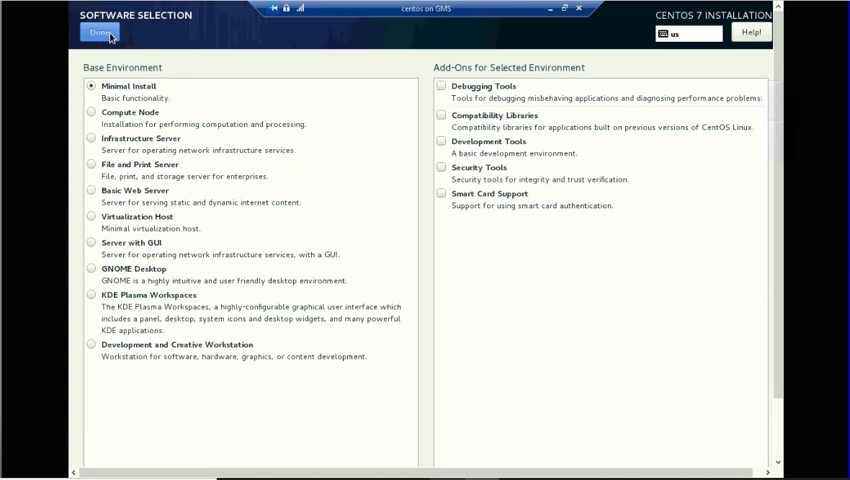 SOFTWARE SELECTION
centos on GMS
CENTOS 7 INSTALLATION
Done
us
Help!
Base Environment
Minimal Install
Basic functionality.
Compute Node
Installation for performing computation and processing.
Infrastructure Server
Server for operating network infrastructure services.
File and Print Server
File, print, and storage server for enterprises.
Basic Web Server
Server for serving static and dynamic internet content.
Virtualization Host
Minimal virtualization host.
Server with GUI
Server for operating network infrastructure services, with a GUI.
GNOME Desktop
GNOME is a highly intuitive and user friendly desktop environment.
KDE Plasma Workspaces
The KDE Plasma Workspaces, a highly-configurable graphical user interface which
includes a panel, desktop, system icons and desktop widgets, and many powerful
KDE applications.
Development and Creative Workstation
Workstation for software, hardware, graphics, or content development.
Add-Ons for Selected Environment
Debugging Tools
Tools for debugging misbehaving applications and diagnosing performance problems.
Compatibility Libraries
Compatibility libraries for applications built on previous versions of CentOS Linux.
Development Tools
A basic development environment.
Security Tools
Security tools for integrity and trust verification.
Smart Card Support
Support for using smart card authentication.